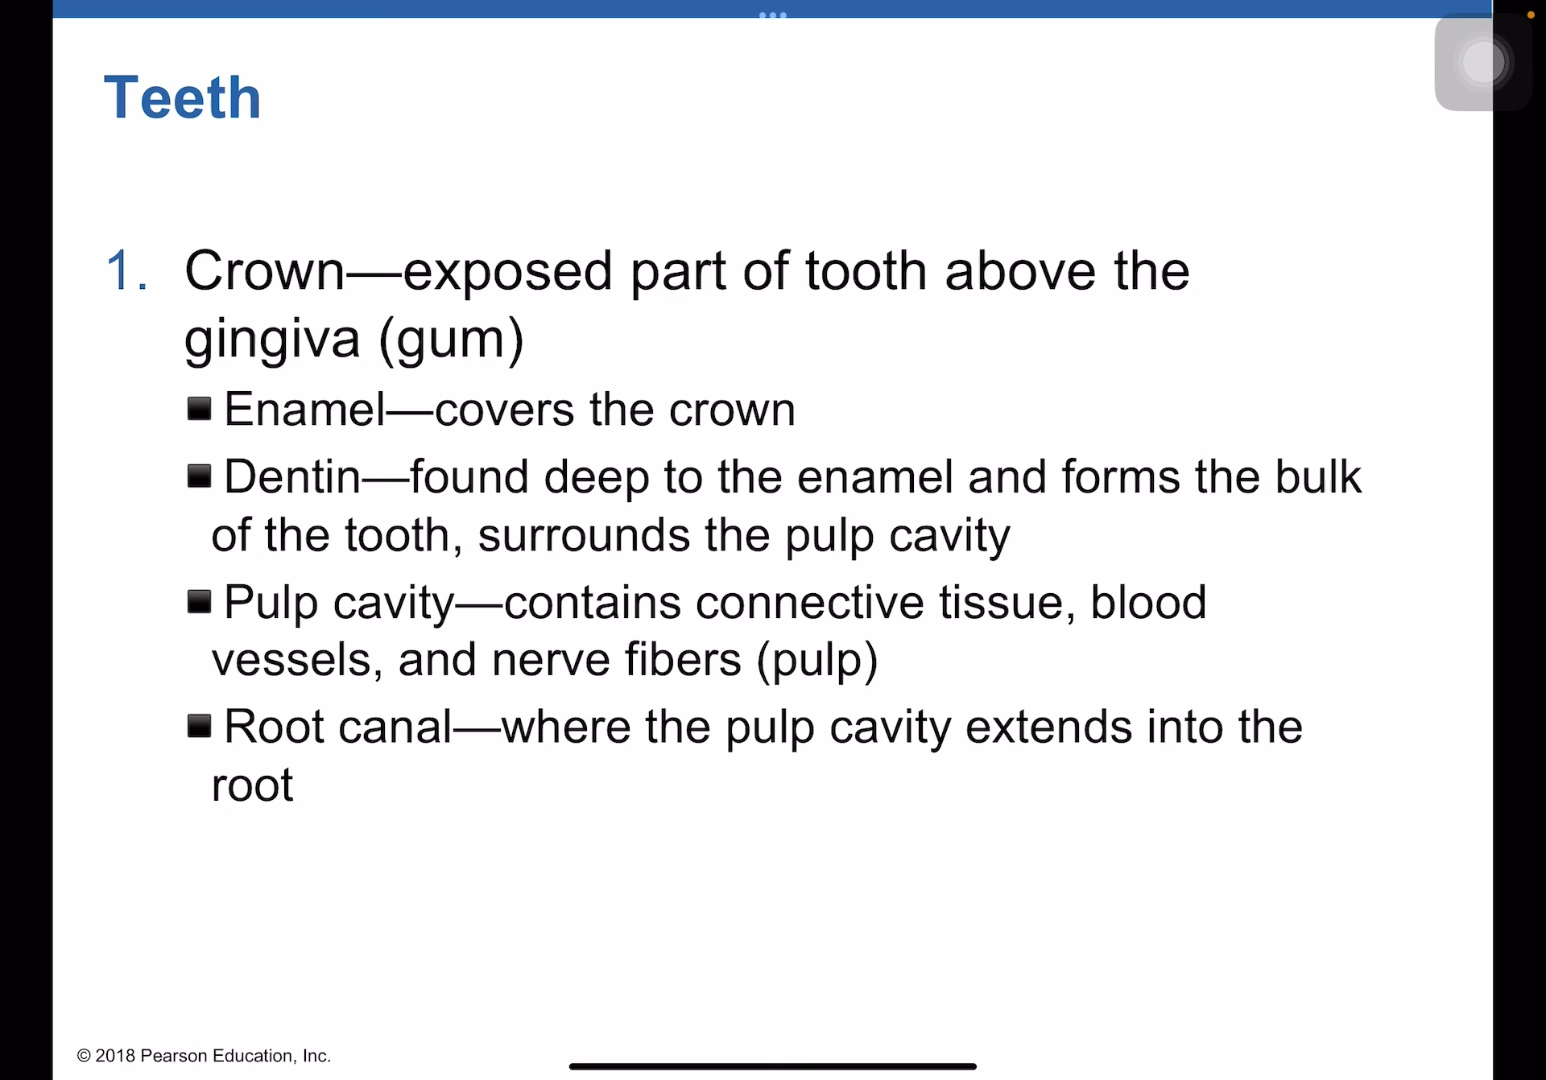 Teeth
1. Crown—exposed part of tooth above the
gingiva (gum)
■ Enamel—covers the crown
■ Dentin—found deep to the enamel and forms the bulk
of the tooth, surrounds the pulp cavity
■ Pulp cavity—contains connective tissue, blood
vessels, and nerve fibers (pulp)
■ Root canal—where the pulp cavity extends into the
root
© 2018 Pearson Education, Inc.